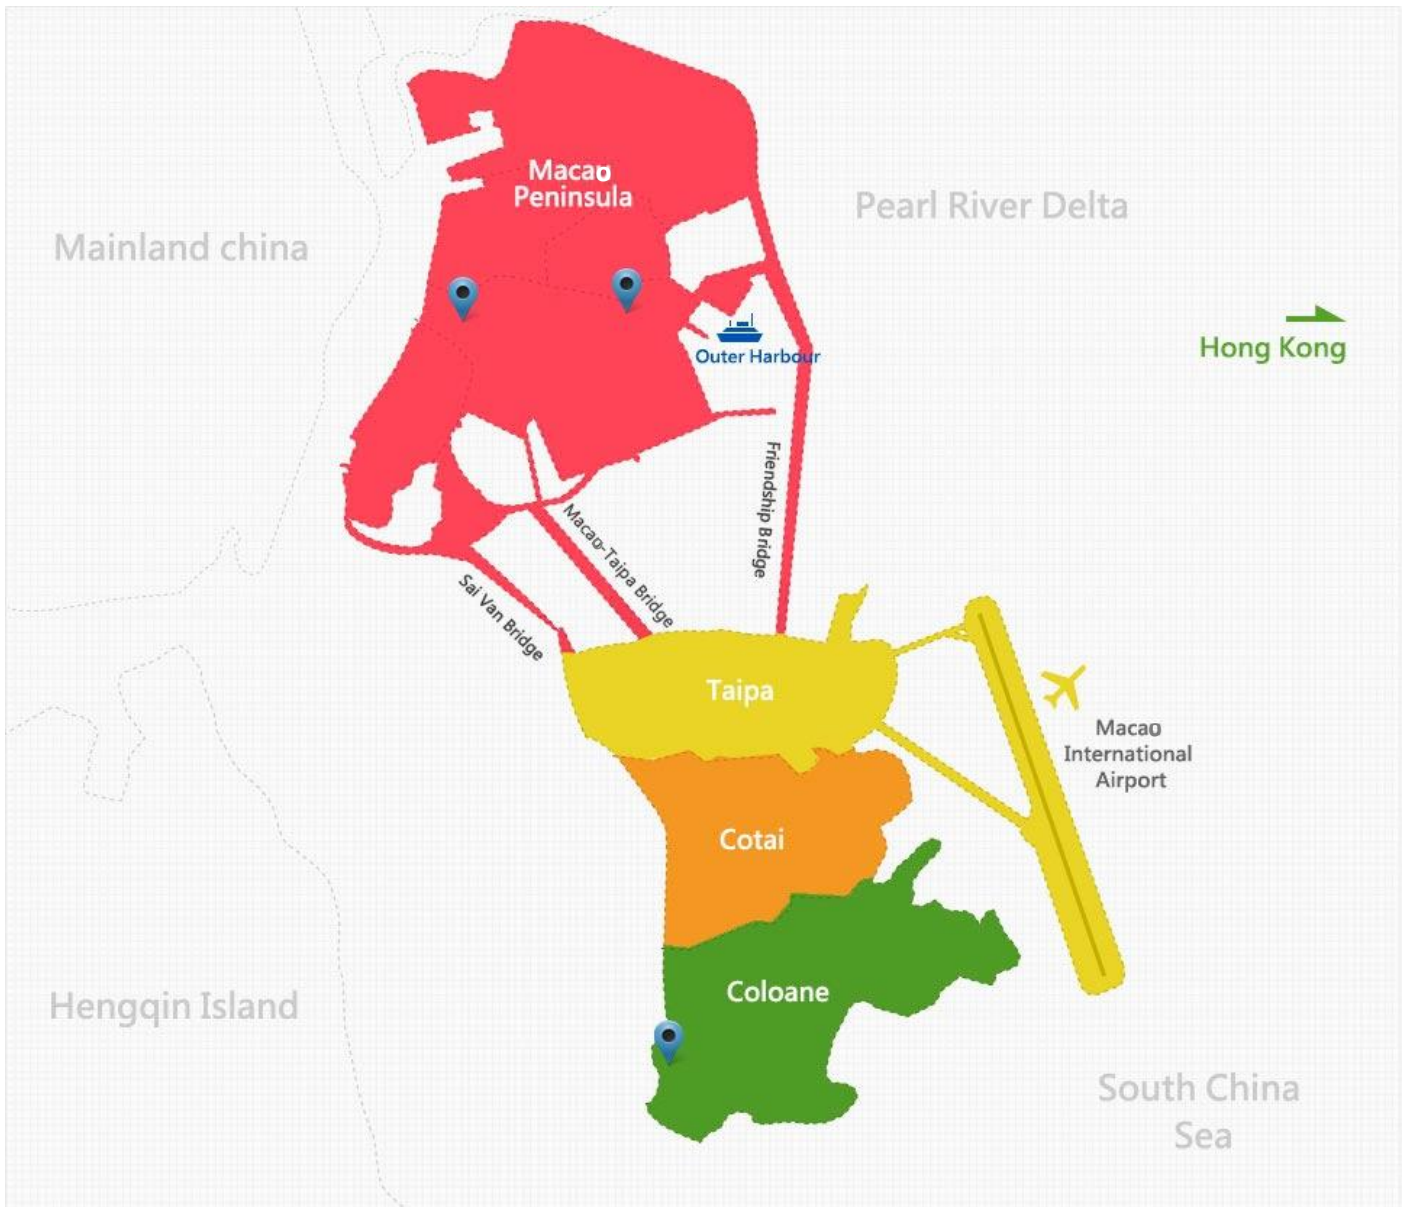 Macao
Peninsula
Pearl River Delta
Mainland china
Hong Kong
Outer Harbour
Friendship Bridge
Macao-Taipa Bridge
Sai Van Bridge
Taipa
Macao
International
Airport
Cotai
Coloane
Hengqin Island
South China
Sea